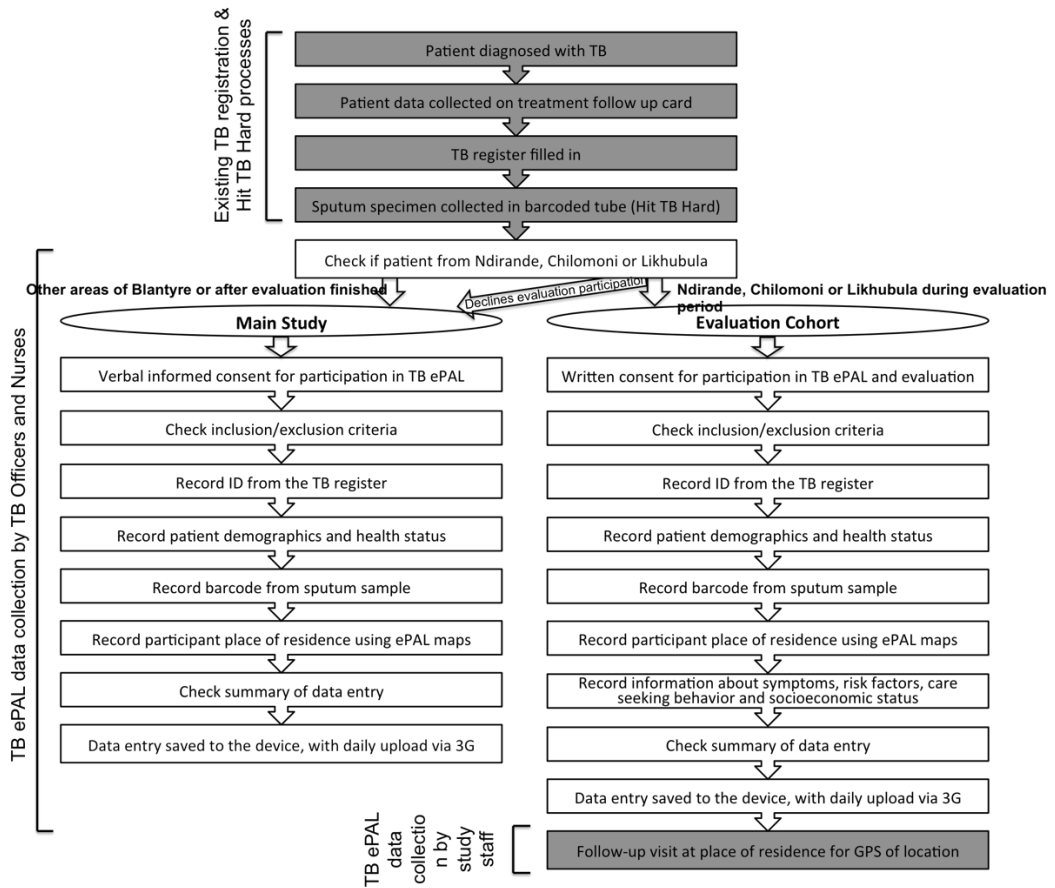 Existing TB registration &
Hit TB Hard processes
Patient diagnosed with TB
Patient data collected on treatment follow up card
TB register filled in
Sputum specimen collected in barcoded tube (Hit TB Hard)
TB ePAL data collection by TB Officers and Nurses
Check if patient from Ndirande, Chilomoni or Likhubula
Other areas of Blantyre or after evaluation finished
Declines evaluation participation
Ndirande, Chilomoni or Likhubula during evaluation
period
Main Study
Verbal informed consent for participation in TB ePAL
Check inclusion/exclusion criteria
Record ID from the TB register
Record patient demographics and health status
Record barcode from sputum sample
Record participant place of residence using ePAL maps
Check summary of data entry
Data entry saved to the device, with daily upload via 3G
Evaluation Cohort
Written consent for participation in TB ePAL and evaluation
Check inclusion/exclusion criteria
Record ID from the TB register
Record patient demographics and health status
Record barcode from sputum sample
Record participant place of residence using ePAL maps
Record information about symptoms, risk factors, care
seeking behavior and socioeconomic status
Check summary of data entry
Data entry saved to the device, with daily upload via 3G
TB ePAL
data
collectio
n by
study
staff
Follow-up visit at place of residence for GPS of location